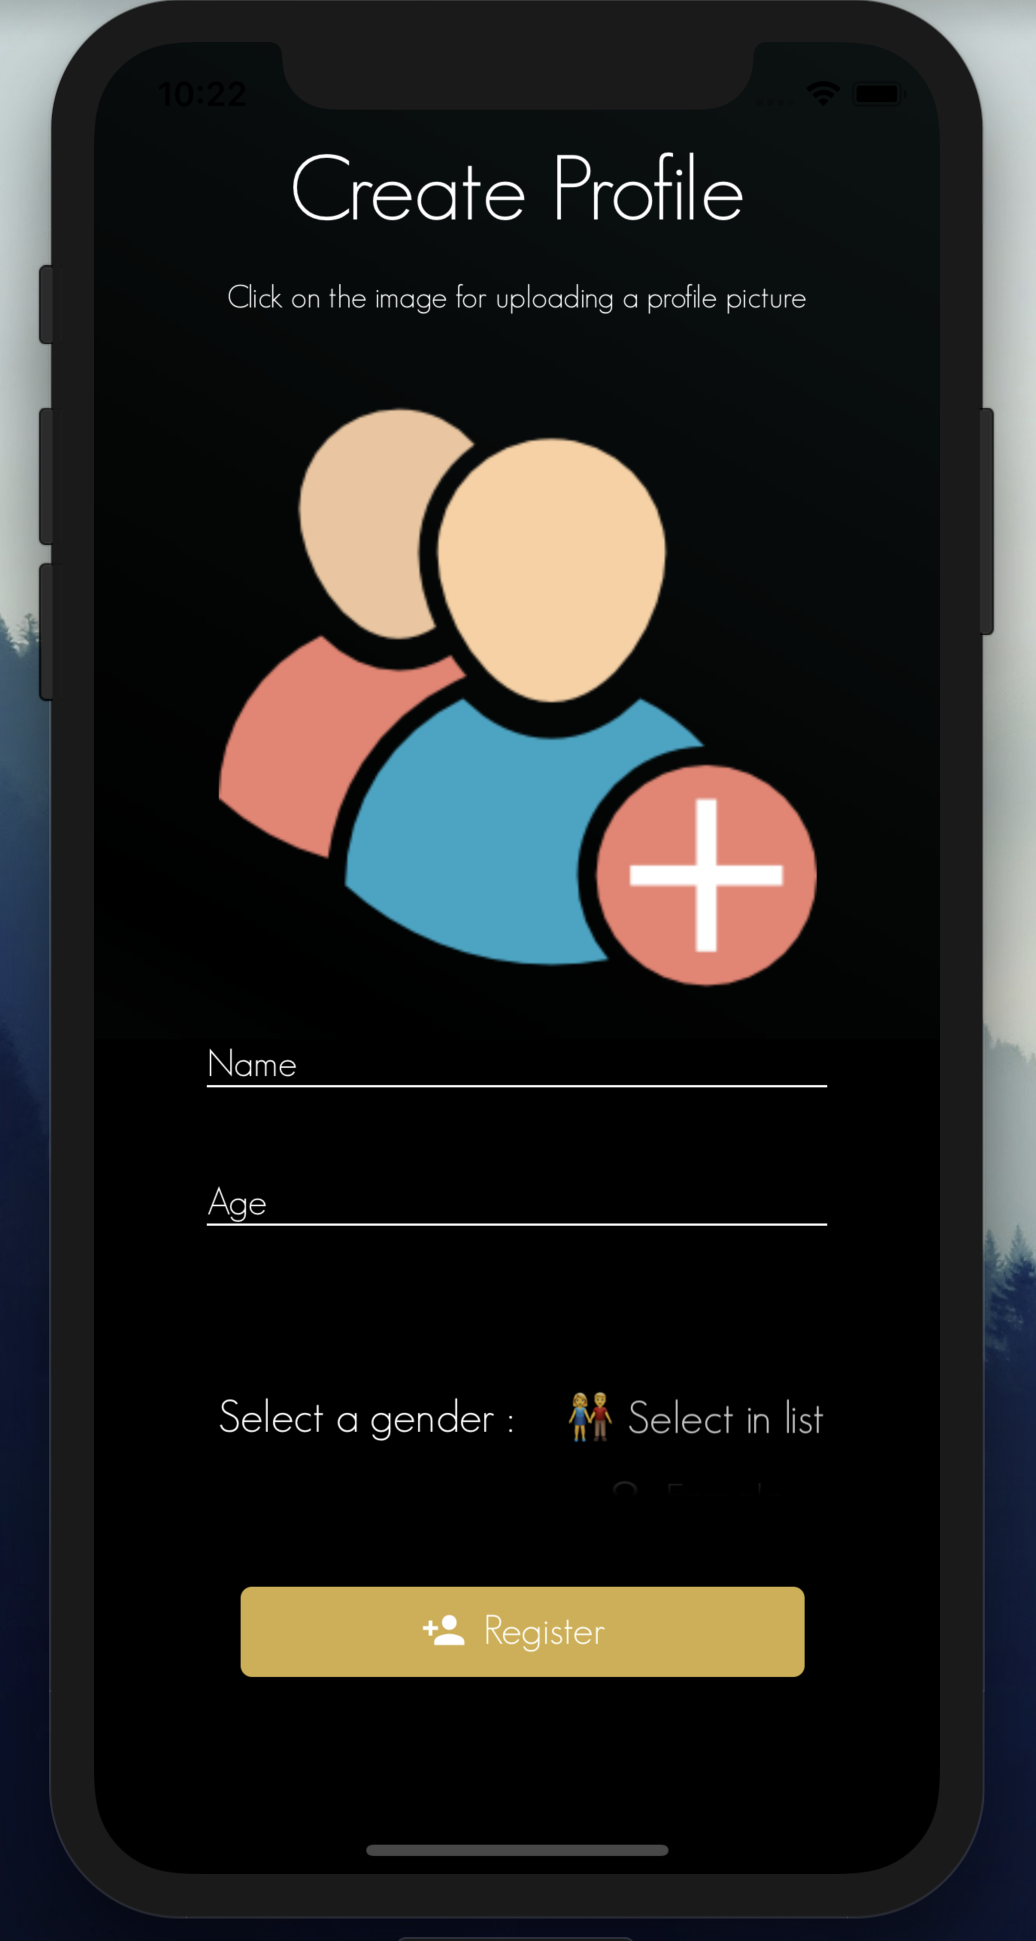 10:22
Create Profile
Click on the image for uploading a profile picture
Name
Age
Select a gender : 👫 Select in list
Register